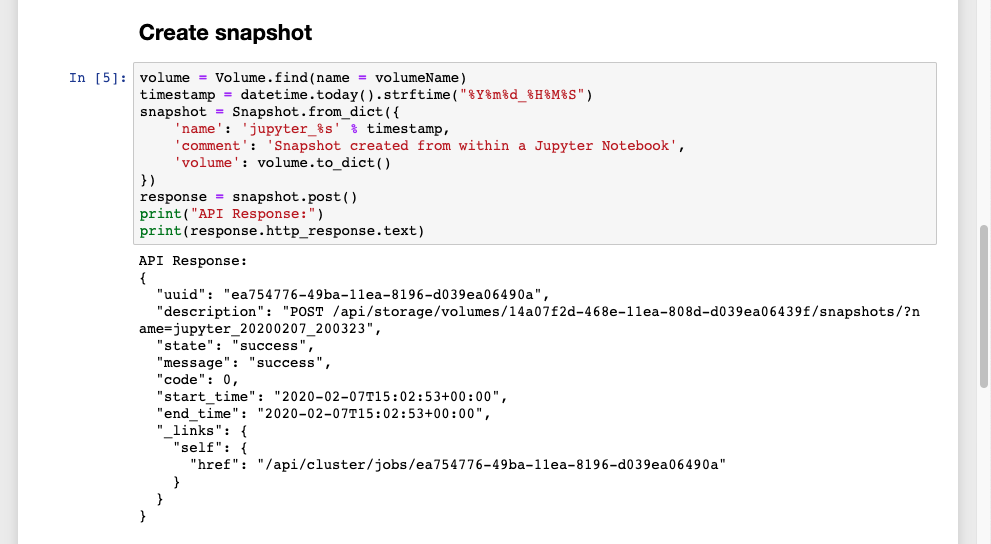 Create snapshot
In [5]:
volume = Volume.find(name = volumeName)
timestamp = datetime.today().strftime("%Y%m%d_%H%M%S")
snapshot = Snapshot.from_dict({
    'name': 'jupyter_%s' % timestamp,
    'comment': 'Snapshot created from within a Jupyter Notebook',
    'volume': volume.to_dict()
})
response = snapshot.post()
print("API Response:")
print(response.http_response.text)
API Response:
{
  "uuid": "ea754776-49ba-11ea-8196-d039ea06490a",
  "description": "POST /api/storage/volumes/14a07f2d-468e-11ea-808d-d039ea06439f/snapshots/?n
ame=jupyter_20200207_200323",
  "state": "success",
  "message": "success",
  "code": 0,
  "start_time": "2020-02-07T15:02:53+00:00",
  "end_time": "2020-02-07T15:02:53+00:00",
  "_links": {
    "self": {
      "href": "/api/cluster/jobs/ea754776-49ba-11ea-8196-d039ea06490a"
    }
  }
}